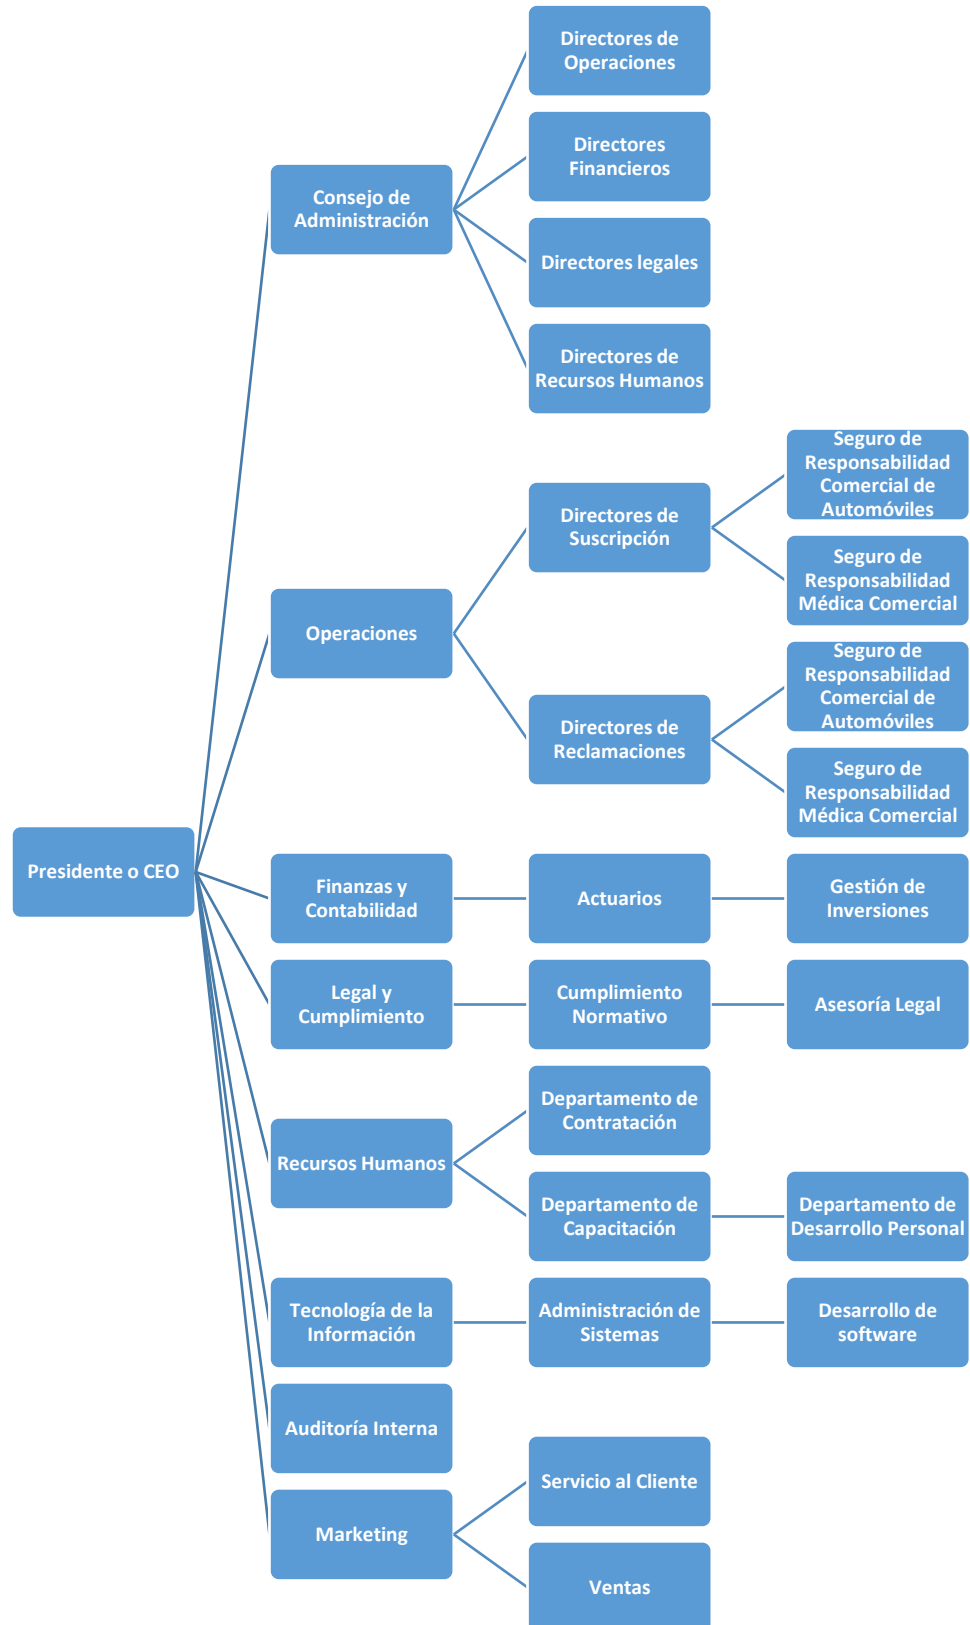 Presidente o CEO
Consejo de
Administración
Directores de
Operaciones
Directores
Financieros
Directores legales
Directores de
Recursos Humanos
Operaciones
Directores de
Suscripción
Seguro de
Responsabilidad
Comercial de
Automóviles
Seguro de
Responsabilidad
Médica Comercial
Directores de
Reclamaciones
Seguro de
Responsabilidad
Comercial de
Automóviles
Seguro de
Responsabilidad
Médica Comercial
Finanzas y
Contabilidad
Actuarios
Gestión de
Inversiones
Legal y
Cumplimiento
Cumplimiento
Normativo
Asesoría Legal
Recursos Humanos
Departamento de
Contratación
Departamento de
Capacitación
Departamento de
Desarrollo Personal
Tecnología de la
Información
Administración de
Sistemas
Desarrollo de
software
Auditoría Interna
Marketing
Servicio al Cliente
Ventas